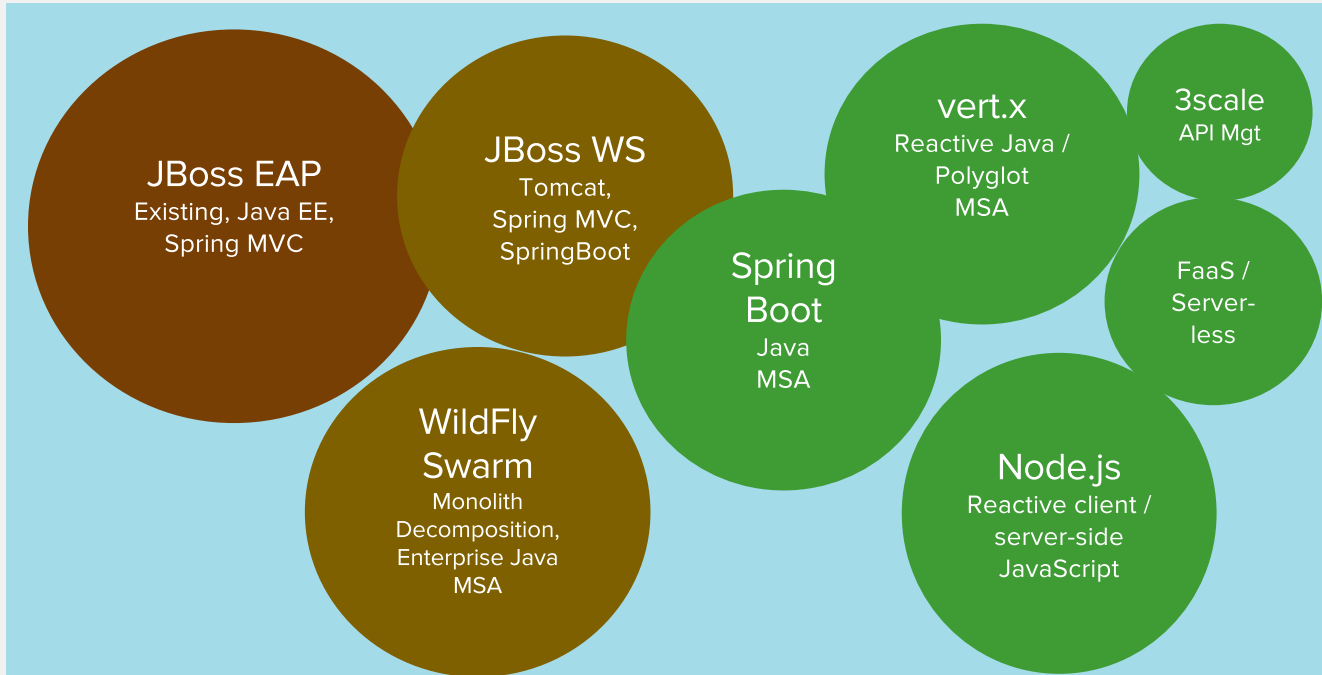 JBoss EAP
Existing, Java EE,
Spring MVC
JBoss WS
Tomcat,
Spring MVC,
SpringBoot
WildFly
Swarm
Monolith
Decomposition,
Enterprise Java
MSA
Spring
Boot
Java
MSA
vert.x
Reactive Java /
Polyglot
MSA
3scale
API Mgt
FaaS /
Server-
less
Node.js
Reactive client /
server-side
JavaScript